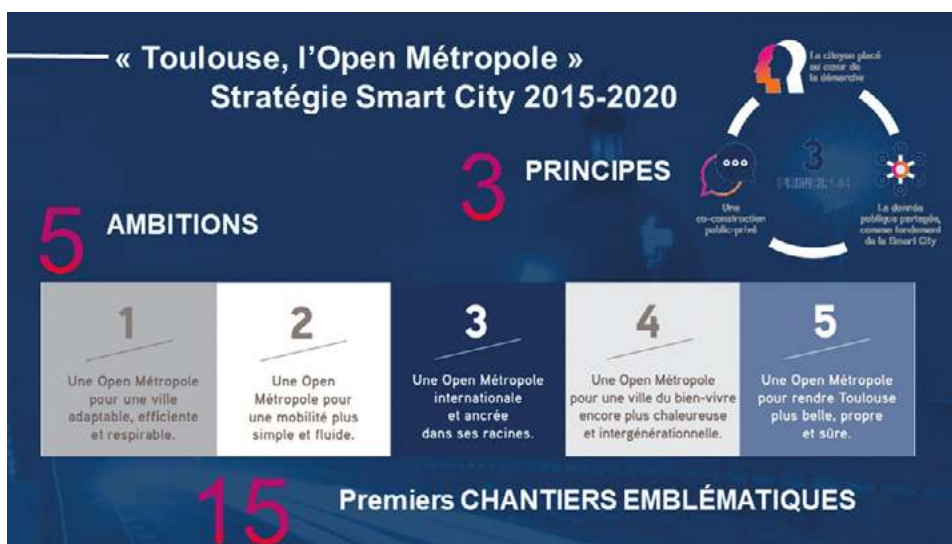 « Toulouse, l’Open Métropole »
Stratégie Smart City 2015-2020
Le citoyen placé
au cœur de
la démarche
3
PRINCIPES
Une
co-construction
public-privé
La donnée
publique partagée,
comme fondement
de la Smart City
3 PRINCIPES
5 AMBITIONS
1
Une Open Métropole
pour une ville
adaptable, efficiente
et respirable.
2
Une Open
Métropole pour
une mobilité plus
simple et fluide.
3
Une Open Métropole
internationale
et ancrée
dans ses racines.
4
Une Open Métropole
pour une ville du bien-vivre
encore plus chaleureuse
et intergénérationnelle.
5
Une Open Métropole
pour rendre Toulouse
plus belle, propre
et sûre.
15 Premiers CHANTIERS EMBLÉMATIQUES